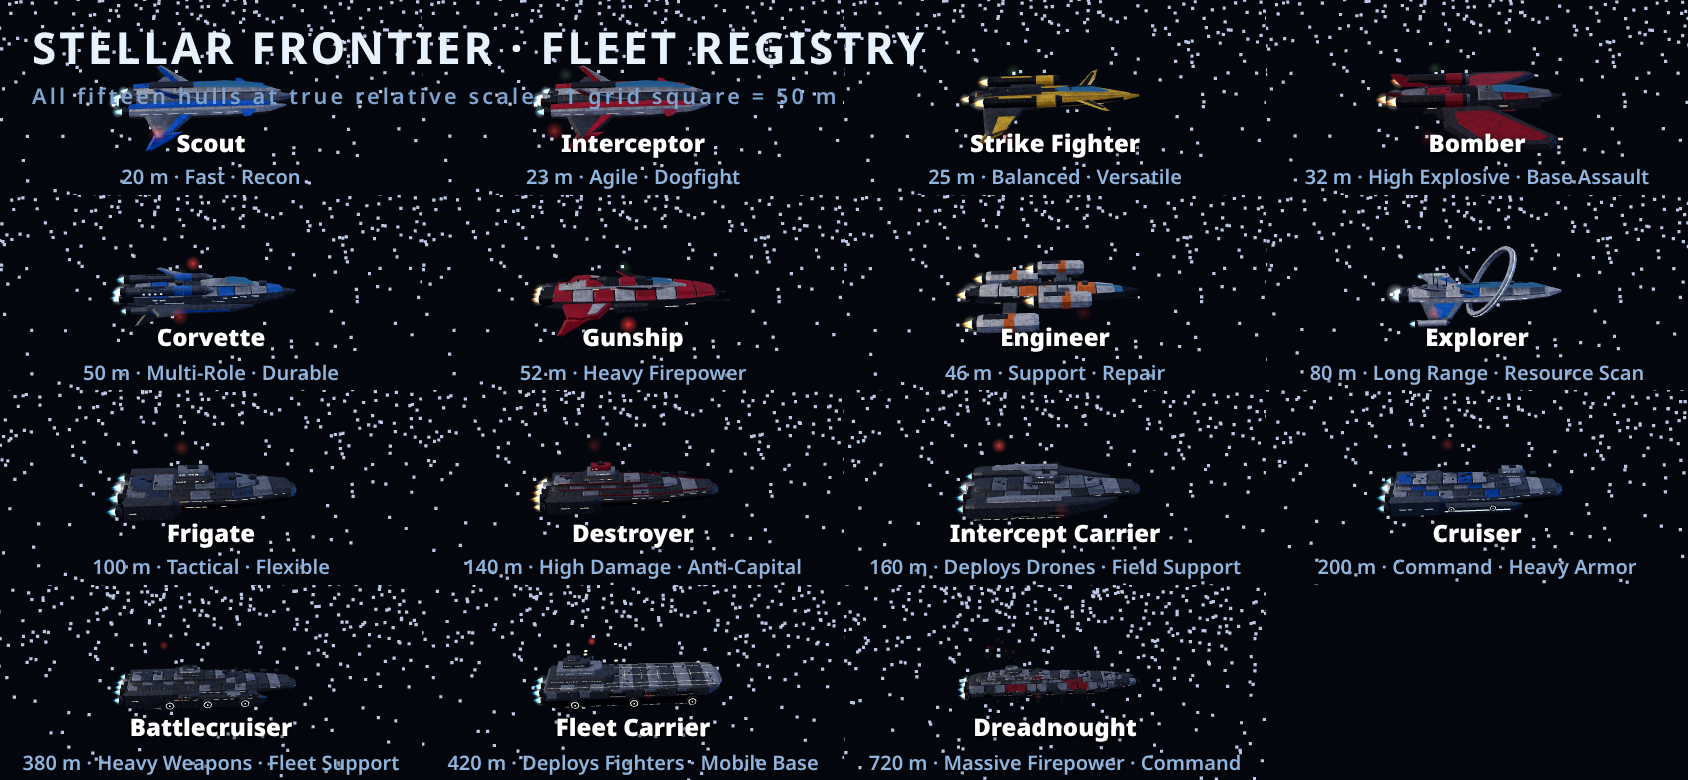 STELLAR FRONTIER · FLEET REGISTRY
All fifteen hulls at true relative scale · 1 grid square = 50 m
Scout
20 m · Fast · Recon
Interceptor
23 m · Agile · Dogfight
Strike Fighter
25 m · Balanced · Versatile
Bomber
32 m · High Explosive · Base Assault
Corvette
50 m · Multi-Role · Durable
Gunship
52 m · Heavy Firepower
Engineer
46 m · Support · Repair
Explorer
80 m · Long Range · Resource Scan
Frigate
100 m · Tactical · Flexible
Destroyer
140 m · High Damage · Anti-Capital
Intercept Carrier
160 m · Deploys Drones · Field Support
Cruiser
200 m · Command · Heavy Armor
Battlecruiser
380 m · Heavy Weapons · Fleet Support
Fleet Carrier
420 m · Deploys Fighters · Mobile Base
Dreadnought
720 m · Massive Firepower · Command